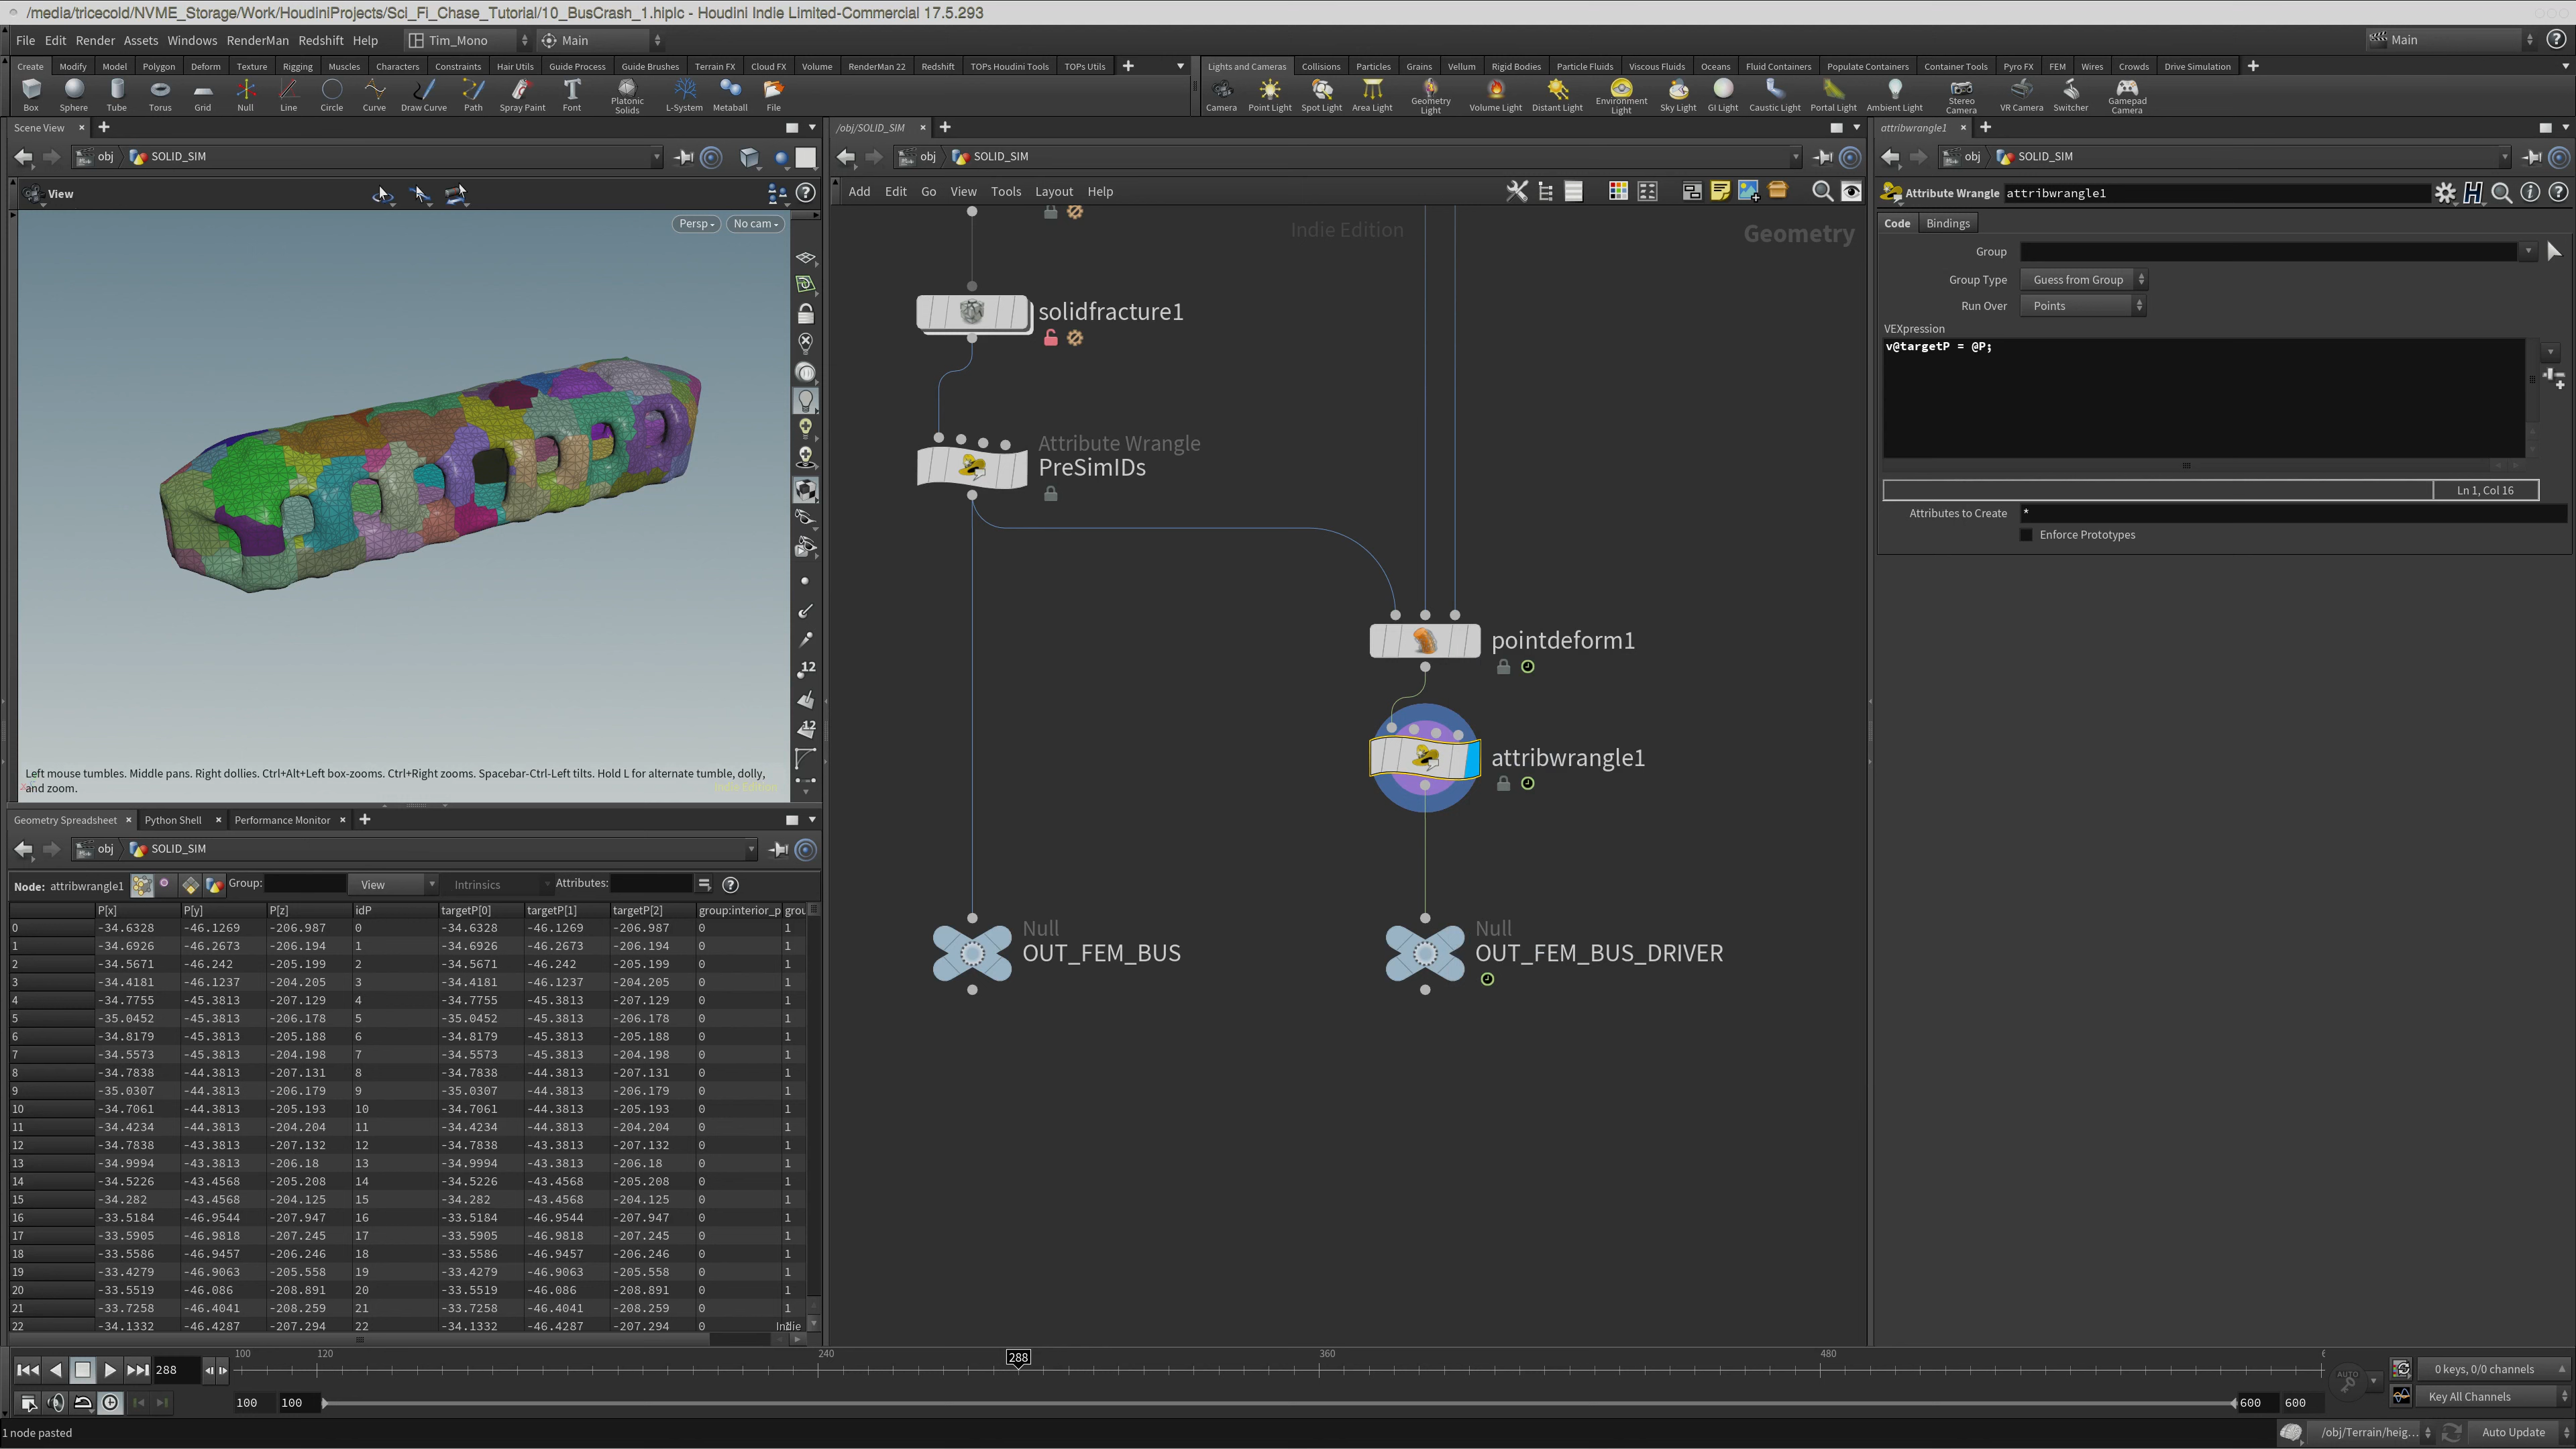 /media/tricecold/NVME_Storage/Work/HoudiniProjects/Sci_Fi_Chase_Tutorial/10_BusCrash_1.hiplc - Houdini Indie Limited-Commercial 17.5.293
File Edit Render Assets Windows RenderMan Redshift Help Tim_Mono Main Main
Create Modify Model Polygon Deform Texture Rigging Muscles Characters Constraints Hair Utils Guide Process Guide Brushes Terrain FX Cloud FX Volume RenderMan 22 Redshift TOPs Houdini Tools TOPs Utils
Box Sphere Tube Torus Grid Null Line Circle Curve Draw Curve Path Spray Paint Font Platonic Solids L-System Metaball File
Lights and Cameras Collisions Particles Grains Vellum Rigid Bodies Particle Fluids Viscous Fluids Oceans Fluid Containers Populate Containers Container Tools Pyro FX FEM Wires Crowds Drive Simulation
Camera Point Light Spot Light Area Light Geometry Light Volume Light Distant Light Environment Light Sky Light GI Light Caustic Light Portal Light Ambient Light Stereo Camera VR Camera Switcher Gamepad Camera
Scene View
obj SOLID_SIM
View
Persp No cam
12
12
Left mouse tumbles. Middle pans. Right dollies. Ctrl+Alt+Left box-zooms. Ctrl+Right zooms. Spacebar-Ctrl-Left tilts. Hold L for alternate tumble, dolly,
and zoom.
Indie Edition
Geometry Spreadsheet Python Shell Performance Monitor
obj SOLID_SIM
Node: attribwrangle1 Group: View Intrinsics Attributes:
P[x] P[y] P[z] idP targetP[0] targetP[1] targetP[2] group:interior_p grou
0 -34.6328 -46.1269 -206.987 0 -34.6328 -46.1269 -206.987 0 1
1 -34.6926 -46.2673 -206.194 1 -34.6926 -46.2673 -206.194 0 1
2 -34.5671 -46.242 -205.199 2 -34.5671 -46.242 -205.199 0 1
3 -34.4181 -46.1237 -204.205 3 -34.4181 -46.1237 -204.205 0 1
4 -34.7755 -45.3813 -207.129 4 -34.7755 -45.3813 -207.129 0 1
5 -35.0452 -45.3813 -206.178 5 -35.0452 -45.3813 -206.178 0 1
6 -34.8179 -45.3813 -205.188 6 -34.8179 -45.3813 -205.188 0 1
7 -34.5573 -45.3813 -204.198 7 -34.5573 -45.3813 -204.198 0 1
8 -34.7838 -44.3813 -207.131 8 -34.7838 -44.3813 -207.131 0 1
9 -35.0307 -44.3813 -206.179 9 -35.0307 -44.3813 -206.179 0 1
10 -34.7061 -44.3813 -205.193 10 -34.7061 -44.3813 -205.193 0 1
11 -34.4234 -44.3813 -204.204 11 -34.4234 -44.3813 -204.204 0 1
12 -34.7838 -43.3813 -207.132 12 -34.7838 -43.3813 -207.132 0 1
13 -34.9994 -43.3813 -206.18 13 -34.9994 -43.3813 -206.18 0 1
14 -34.5226 -43.4568 -205.208 14 -34.5226 -43.4568 -205.208 0 1
15 -34.282 -43.4568 -204.125 15 -34.282 -43.4568 -204.125 0 1
16 -33.5184 -46.9544 -207.947 16 -33.5184 -46.9544 -207.947 0 1
17 -33.5905 -46.9818 -207.245 17 -33.5905 -46.9818 -207.245 0 1
18 -33.5586 -46.9457 -206.246 18 -33.5586 -46.9457 -206.246 0 1
19 -33.4279 -46.9063 -205.558 19 -33.4279 -46.9063 -205.558 0 1
20 -33.5519 -46.086 -208.891 20 -33.5519 -46.086 -208.891 0 1
21 -33.7258 -46.4041 -208.259 21 -33.7258 -46.4041 -208.259 0 1
22 -34.1332 -46.4287 -207.294 22 -34.1332 -46.4287 -207.294 0 Indie
/obj/SOLID_SIM
obj SOLID_SIM
Add Edit Go View Tools Layout Help
Indie Edition Geometry
solidfracture1
Attribute Wrangle
PreSimIDs
pointdeform1
attribwrangle1
Null
OUT_FEM_BUS
Null
OUT_FEM_BUS_DRIVER
attribwrangle1
obj SOLID_SIM
Attribute Wrangle attribwrangle1
Code Bindings
Group
Group Type Guess from Group
Run Over Points
VEXpression
v@targetP = @P;
Ln 1, Col 16
Attributes to Create *
Enforce Prototypes
288 100 120 240 288 360 480 6
AUTO 0 keys, 0/0 channels
100 100 600 600 Key All Channels
1 node pasted /obj/Terrain/heig... Auto Update